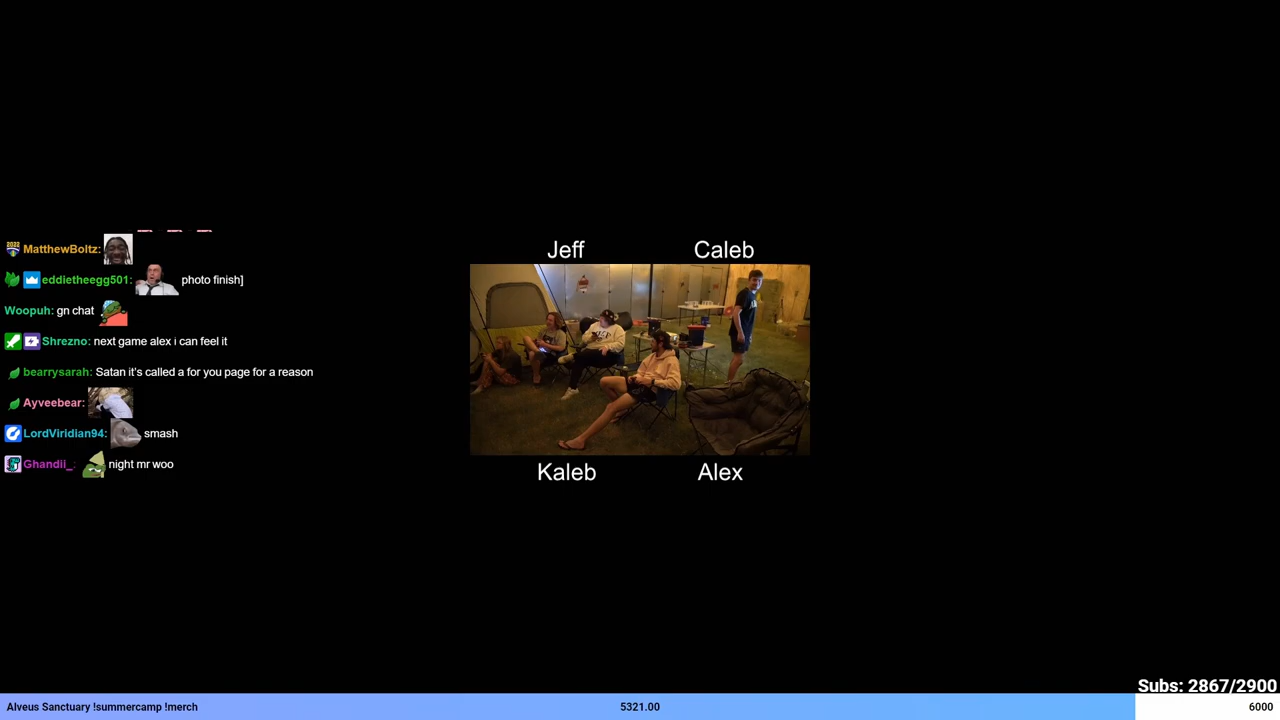 Jeff
Caleb
MatthewBoltz:
eddietheegg501: photo finish]
Woopuh: gn chat
Shrezno: next game alex i can feel it
bearrysarah: Satan it's called a for you page for a reason
Ayveebear:
LordViridian94: smash
Ghandii_: night mr woo
Kaleb
Alex
Subs: 2867/2900
Alveus Sanctuary !summercamp !merch
5321.00
6000